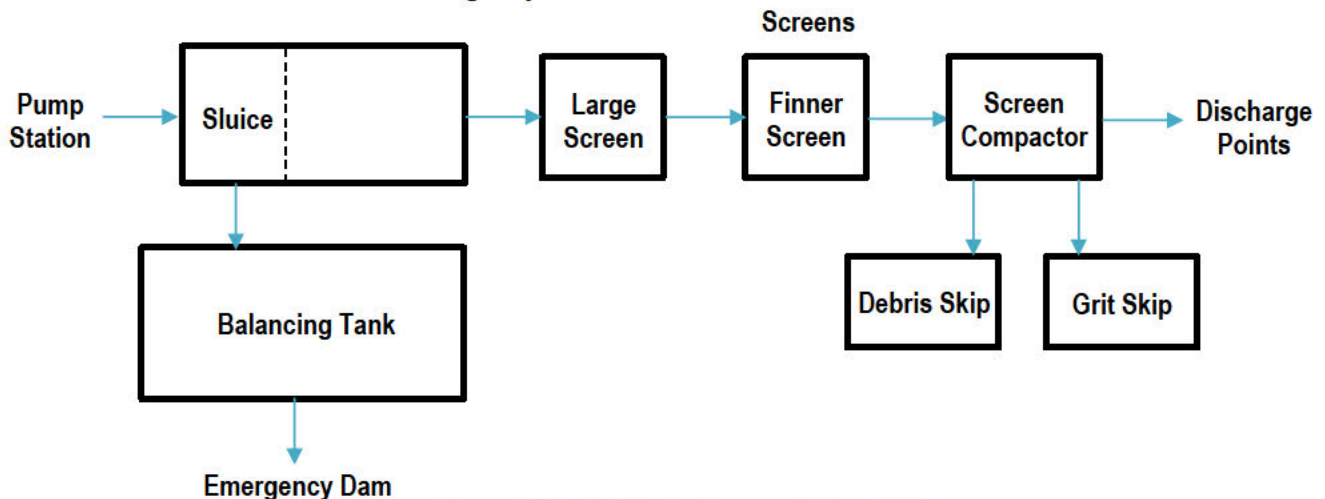 Screens
Pump
Station
Sluice
Large
Screen
Finner
Screen
Screen
Compactor
Discharge
Points
Balancing Tank
Debris Skip
Grit Skip
Emergency Dam